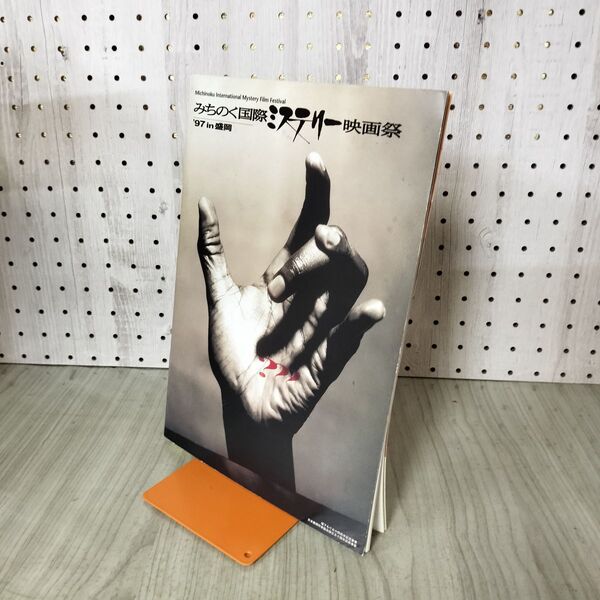 Michinoku International Mystery Film Festival
みちのく国際ミステリー映画祭
'97 in 盛岡
???